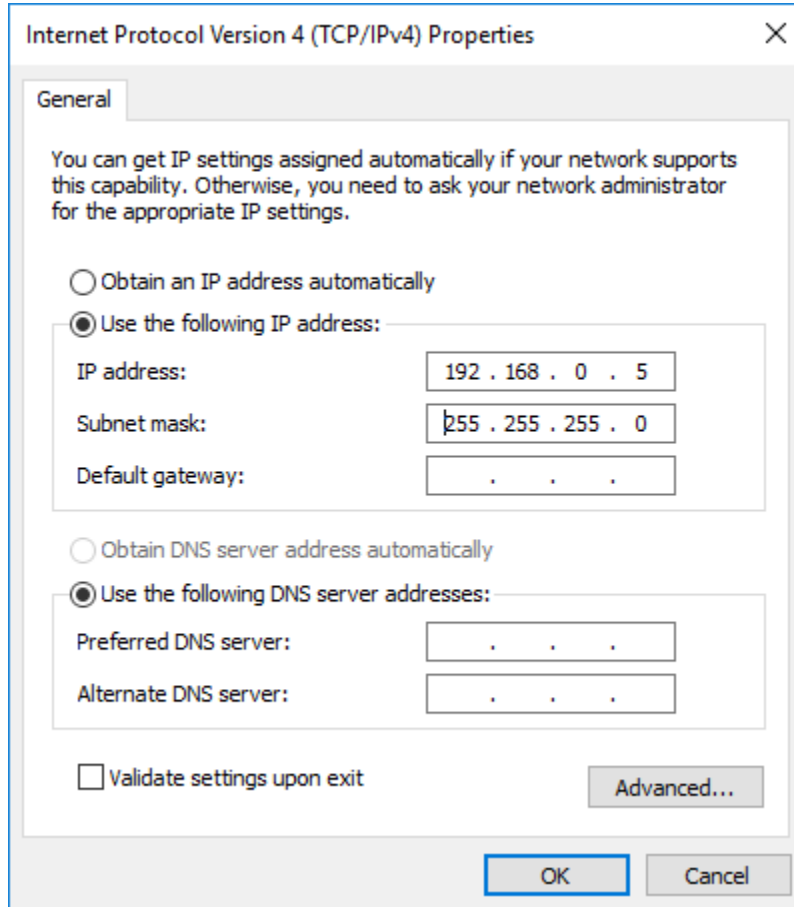 Internet Protocol Version 4 (TCP/IPv4) Properties
General
You can get IP settings assigned automatically if your network supports
this capability. Otherwise, you need to ask your network administrator
for the appropriate IP settings.
Obtain an IP address automatically
Use the following IP address:
IP address: 192 . 168 . 0 . 5
Subnet mask: 255 . 255 . 255 . 0
Default gateway: . . .
Obtain DNS server address automatically
Use the following DNS server addresses:
Preferred DNS server: . . .
Alternate DNS server: . . .
Validate settings upon exit
Advanced...
OK Cancel